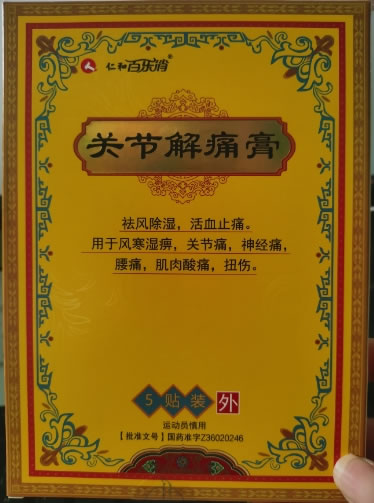 仁和百乐消®
关节解痛膏
祛风除湿，活血止痛。
用于风寒湿痹，关节痛，神经痛，
腰痛，肌肉酸痛，扭伤。
5贴装 外
运动员慎用
【批准文号】国药准字Z36020246